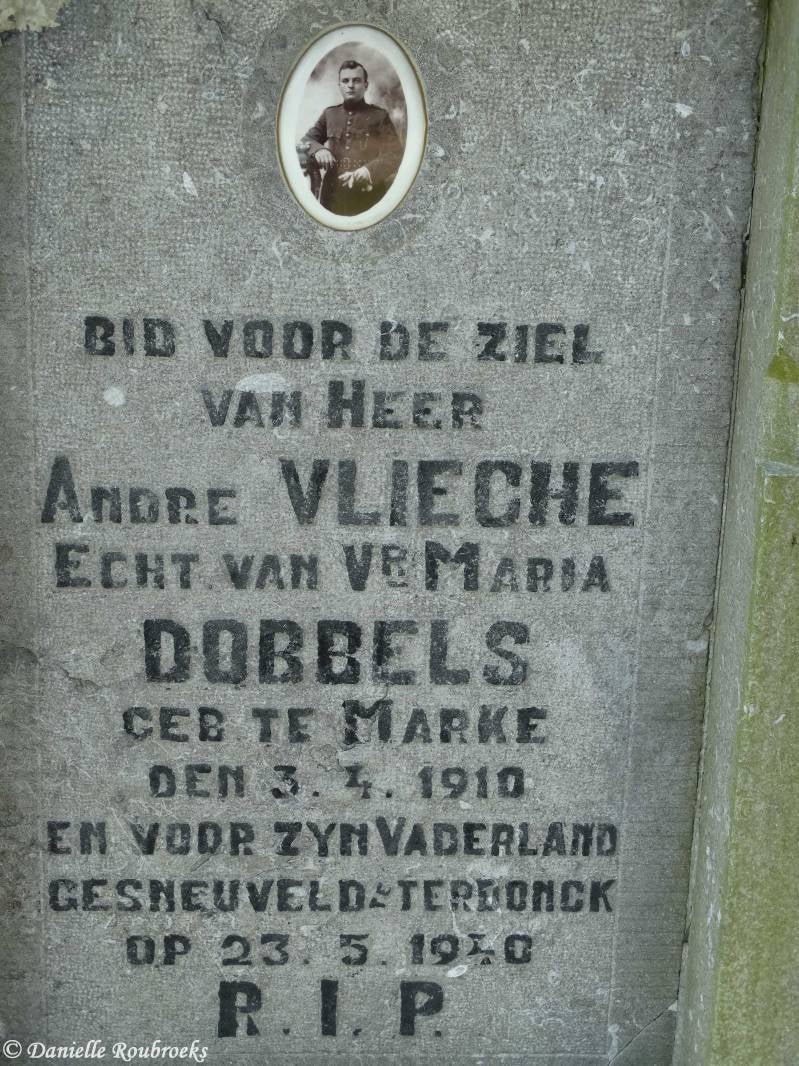 BID VOOR DE ZIEL
VAN HEER
ANDRE VLIECHE
ECHT. VAN VR MARIA
DOBBELS
GEB TE MARKE
DEN 3. 4. 1910
EN VOOR ZYN VADERLAND
GESNEUVELD TE TERDONCK
OP 23. 5. 1940
R.I.P.
© Danielle Roubroeks